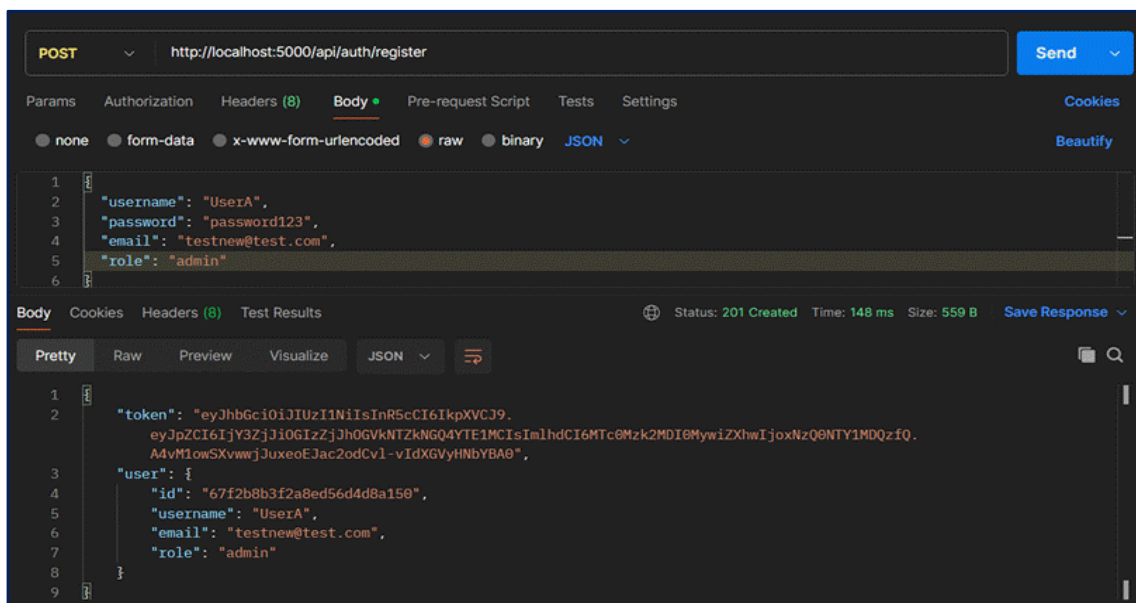 POST http://localhost:5000/api/auth/register Send
Params Authorization Headers (8) Body Pre-request Script Tests Settings Cookies
none form-data x-www-form-urlencoded raw binary JSON Beautify
1 {
2 "username": "UserA",
3 "password": "password123",
4 "email": "testnew@test.com",
5 "role": "admin"
6 }
Body Cookies Headers (8) Test Results Status: 201 Created Time: 148 ms Size: 559 B Save Response
Pretty Raw Preview Visualize JSON
1 {
2 "token": "eyJhbGciOiJIUzI1NiIsInR5cCI6IkpXVCJ9.
eyJpZCI6IjY3ZjJiOGIzZjJhOGVkNTZkNGQ4YTE1MCIsImlhdCI6MTc0Mzk2MDI0MywiZXhwIjoxNzQ0NTY1MDQzfQ.
A4vM1owSXvwwjJuxeoEJac2odCvl-vIdXGVyHNbYBA0",
3 "user": {
4 "id": "67f2b8b3f2a8ed56d4d8a150",
5 "username": "UserA",
6 "email": "testnew@test.com",
7 "role": "admin"
8 }
9 }